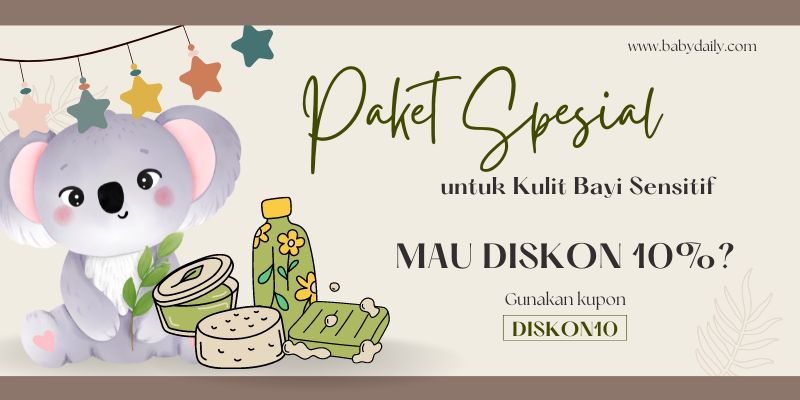 www.babydaily.com
Paket Spesial
untuk Kulit Bayi Sensitif
MAU DISKON 10%?
Gunakan kupon
DISKON10